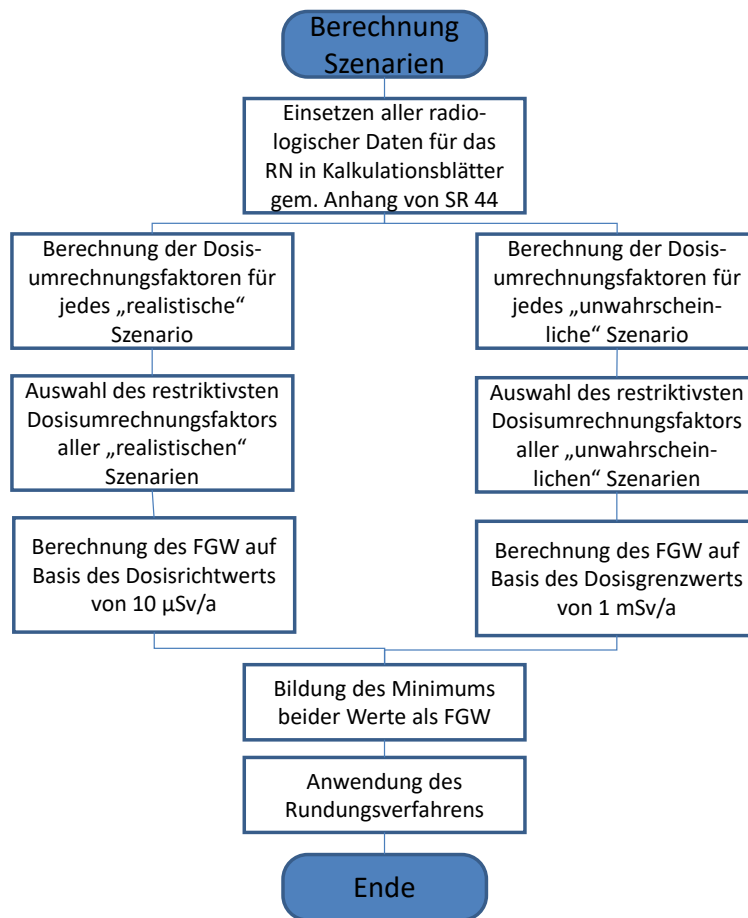 Berechnung
Szenarien
Einsetzen aller radio-
logischer Daten für das
RN in Kalkulationsblätter
gem. Anhang von SR 44
Berechnung der Dosis-
umrechnungsfaktoren für
jedes „realistische“
Szenario
Berechnung der Dosis-
umrechnungsfaktoren für
jedes „unwahrschein-
liche“ Szenario
Auswahl des restriktivsten
Dosisumrechnungsfaktors
aller „realistischen“
Szenarien
Auswahl des restriktivsten
Dosisumrechnungsfaktors
aller „unwahrschein-
lichen“ Szenarien
Berechnung des FGW auf
Basis des Dosisrichtwerts
von 10 µSv/a
Berechnung des FGW auf
Basis des Dosisgrenzwerts
von 1 mSv/a
Bildung des Minimums
beider Werte als FGW
Anwendung des
Rundungsverfahrens
Ende